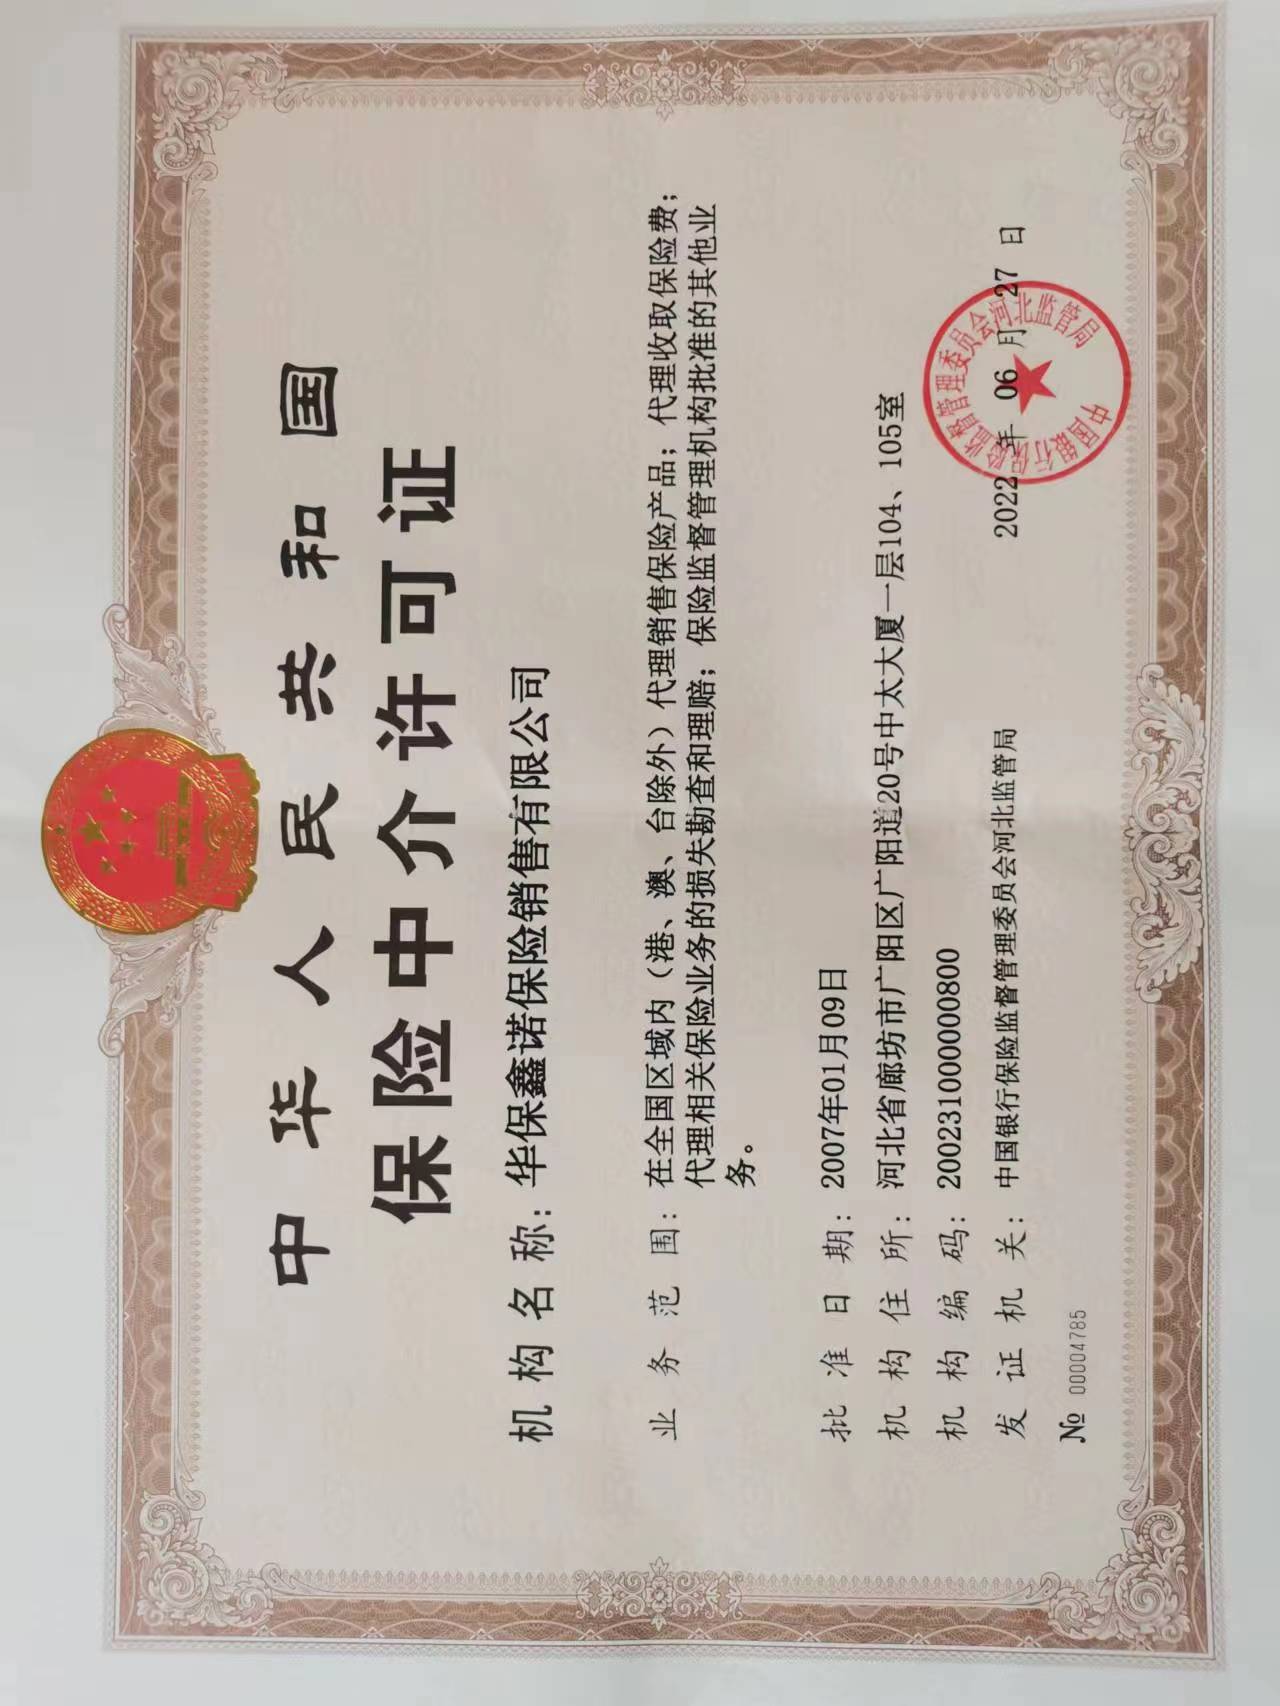 中华人民共和国
保险中介许可证
机构名称：华保鑫诺保险销售有限公司
业务范围：在全国区域内（港、澳、台除外）代理销售保险产品；代理收取保险费；
代理相关保险业务的损失勘查和理赔；保险监督管理机构批准的其他业
务。
批准日期：2007年01月09日
机构住所：河北省廊坊市广阳区广阳道20号中太大厦一层104、105室
机构编码：200231000000800
发证机关：中国银行保险监督管理委员会河北监管局
2022年06月27日
中国银行保险监督管理委员会河北监管局
№ 00004785